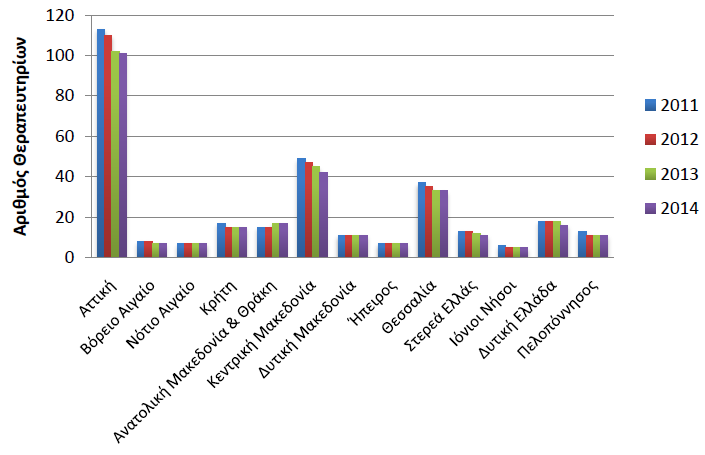 Αριθμός Θεραπευτηρίων
120
100
80
60
40
20
0
Αττική
Βόρειο Αιγαίο
Νότιο Αιγαίο
Κρήτη
Ανατολική Μακεδονία & Θράκη
Κεντρική Μακεδονία
Δυτική Μακεδονία
Ήπειρος
Θεσσαλία
Στερεά Ελλάς
Ιόνιοι Νήσοι
Δυτική Ελλάδα
Πελοπόννησος
2011
2012
2013
2014